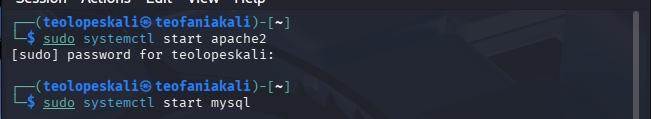 Session Actions Edit View Help
┌──(teolopeskali㉿teofaniakali)-[~]
└─$ sudo systemctl start apache2
[sudo] password for teolopeskali:
┌──(teolopeskali㉿teofaniakali)-[~]
└─$ sudo systemctl start mysql